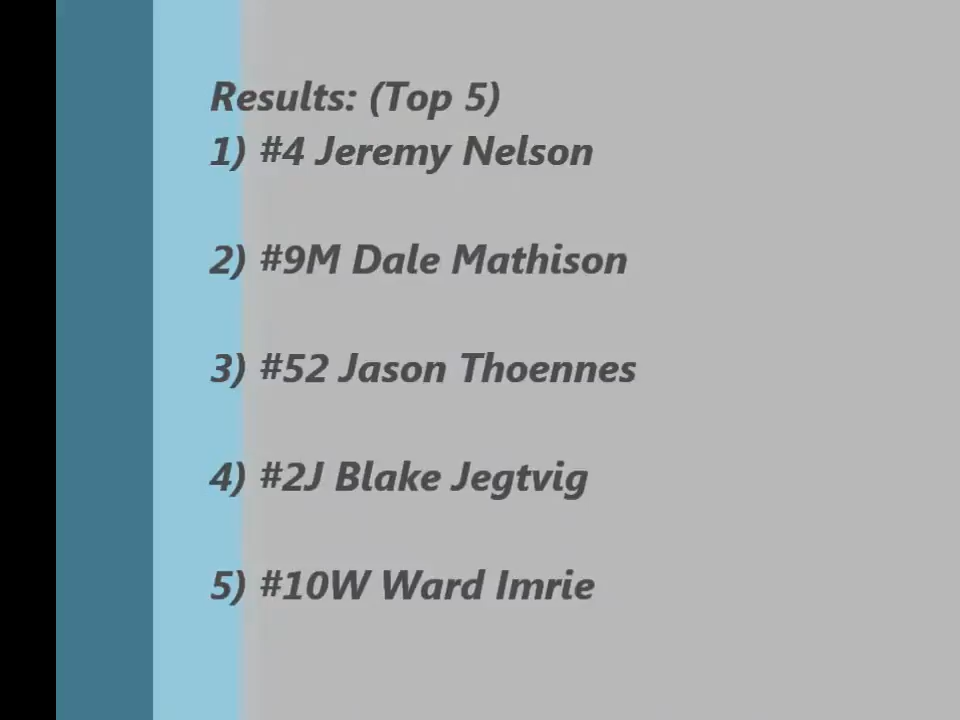 Results: (Top 5)
1) #4 Jeremy Nelson
2) #9M Dale Mathison
3) #52 Jason Thoennes
4) #2J Blake Jegtvig
5) #10W Ward Imrie